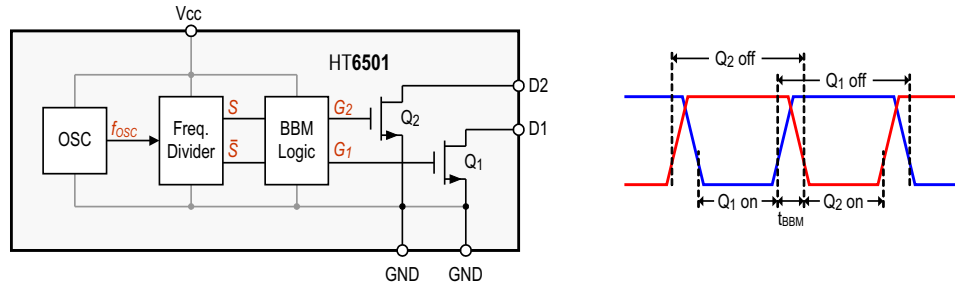 Vcc
HT6501
OSC
fOSC
Freq.
Divider
S
S̄
BBM
Logic
G2
G1
Q2
Q1
D2
D1
GND
GND
Q2 off
Q1 off
Q1 on
Q2 on
tBBM